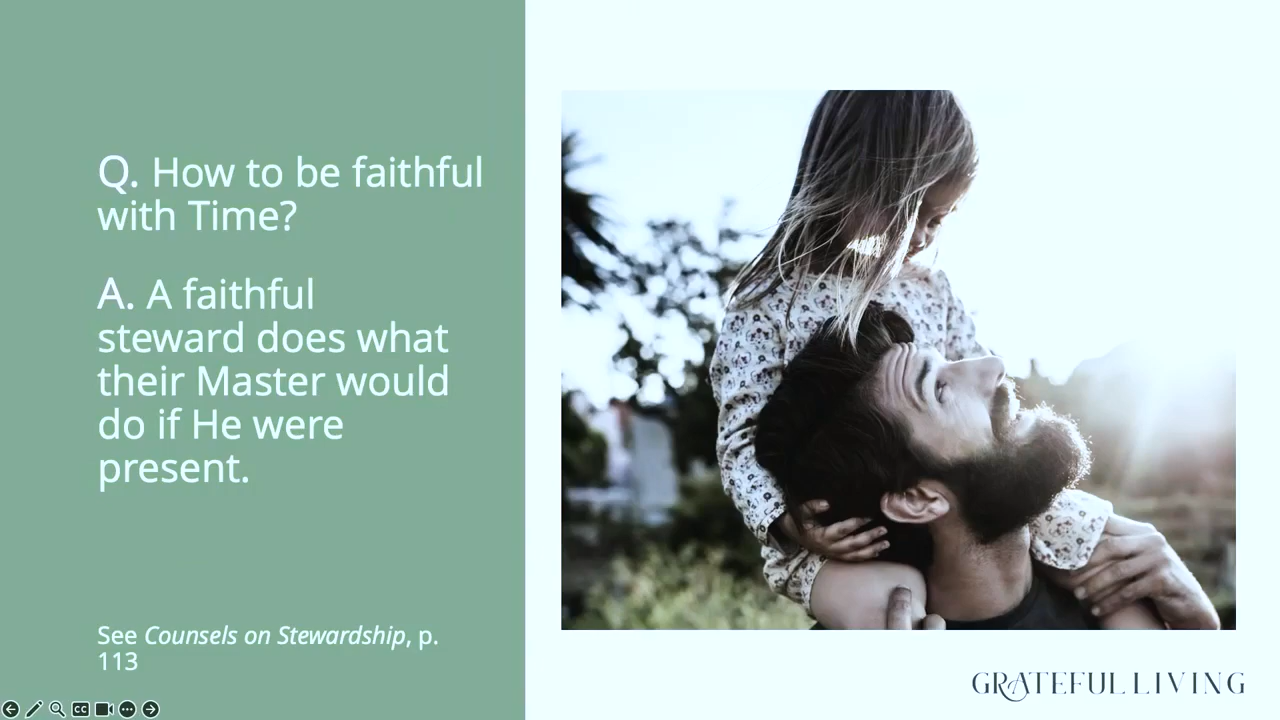 Q. How to be faithful
with Time?
A. A faithful
steward does what
their Master would
do if He were
present.
See Counsels on Stewardship, p.
113
CC
GRATEFUL LIVING